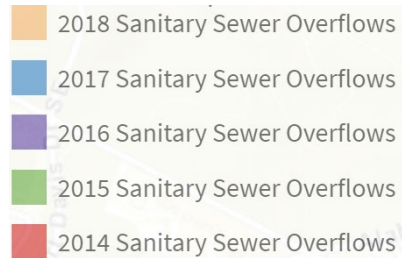 2018 Sanitary Sewer Overflows
2017 Sanitary Sewer Overflows
2016 Sanitary Sewer Overflows
2015 Sanitary Sewer Overflows
2014 Sanitary Sewer Overflows